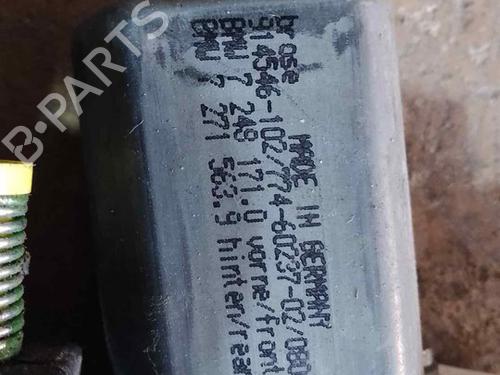 brose MADE IN GERMANY
914546-102/774-60237-02/080
BMW 7 249 171.0 vorne/front
BMW 7 271 563.9 hinten/rear
B-PARTS